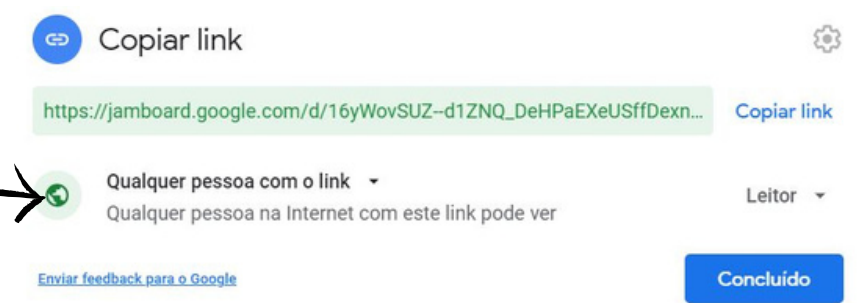 Copiar link
https://jamboard.google.com/d/16yWovSUZ--d1ZNQ_DeHPaEXeUSffDexn... Copiar link
Qualquer pessoa com o link
Qualquer pessoa na Internet com este link pode ver Leitor
Enviar feedback para o Google Concluído